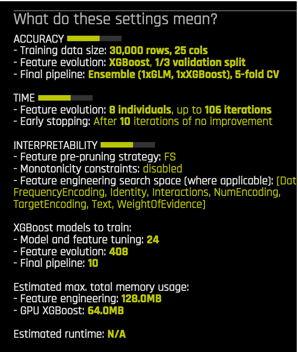 What do these settings mean?
ACCURACY
- Training data size: 30,000 rows, 25 cols
- Feature evolution: XGBoost, 1/3 validation split
- Final pipeline: Ensemble (1xGLM, 1xXGBoost), 5-fold CV
TIME
- Feature evolution: 8 individuals, up to 106 iterations
- Early stopping: After 10 iterations of no improvement
INTERPRETABILITY
- Feature pre-pruning strategy: FS
- Monotonicity constraints: disabled
- Feature engineering search space (where applicable): [Dat
FrequencyEncoding, Identity, Interactions, NumEncoding,
TargetEncoding, Text, WeightOfEvidence]
XGBoost models to train:
- Model and feature tuning: 24
- Feature evolution: 408
- Final pipeline: 10
Estimated max. total memory usage:
- Feature engineering: 128.0MB
- GPU XGBoost: 64.0MB
Estimated runtime: N/A